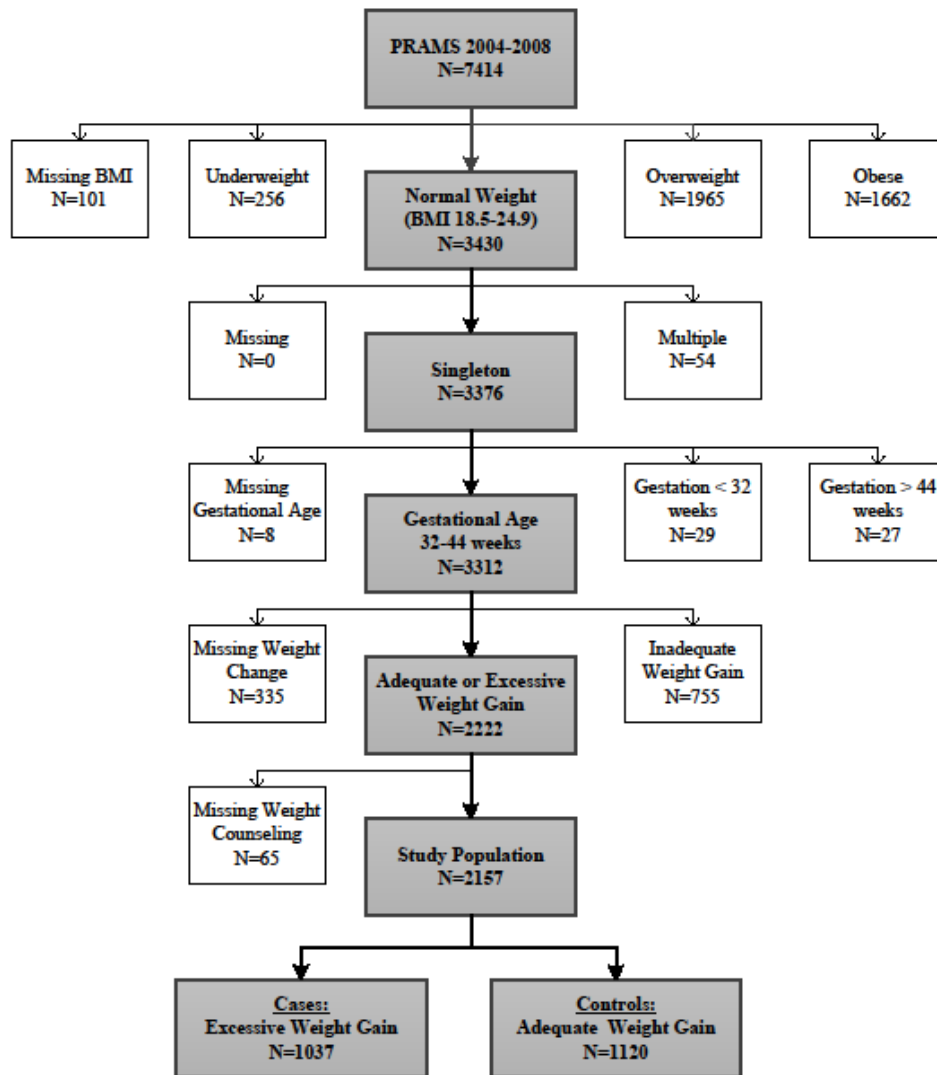 PRAMS 2004-2008
N=7414
Missing BMI
N=101
Underweight
N=256
Normal Weight
(BMI 18.5-24.9)
N=3430
Overweight
N=1965
Obese
N=1662
Missing
N=0
Singleton
N=3376
Multiple
N=54
Missing
Gestational Age
N=8
Gestational Age
32-44 weeks
N=3312
Gestation < 32
weeks
N=29
Gestation > 44
weeks
N=27
Missing Weight
Change
N=335
Adequate or Excessive
Weight Gain
N=2222
Inadequate
Weight Gain
N=755
Missing Weight
Counseling
N=65
Study Population
N=2157
Cases:
Excessive Weight Gain
N=1037
Controls:
Adequate Weight Gain
N=1120